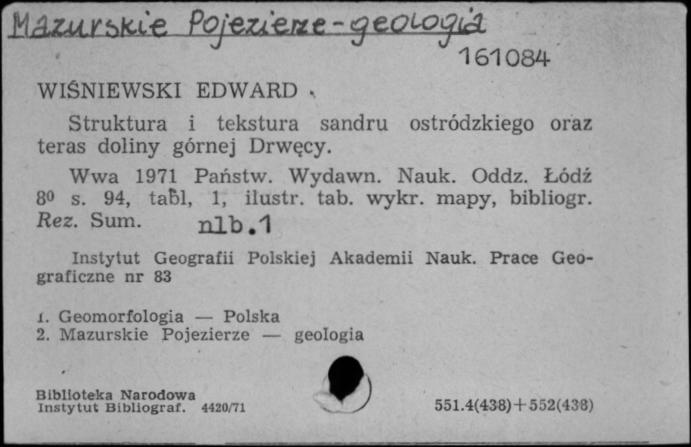 Mazurskie Pojezierze - geologia
161084
WIŚNIEWSKI EDWARD
Struktura i tekstura sandru ostródzkiego oraz
teras doliny górnej Drwęcy.
Wwa 1971 Państw. Wydawn. Nauk. Oddz. Łódź
8⁰ s. 94, tabl, 1, ilustr. tab. wykr. mapy, bibliogr.
Rez. Sum. nlb.1
Instytut Geografii Polskiej Akademii Nauk. Prace Geo-
graficzne nr 83
1. Geomorfologia — Polska
2. Mazurskie Pojezierze — geologia
Biblioteka Narodowa
Instytut Bibliograf. 4420/71 551.4(438)+552(438)